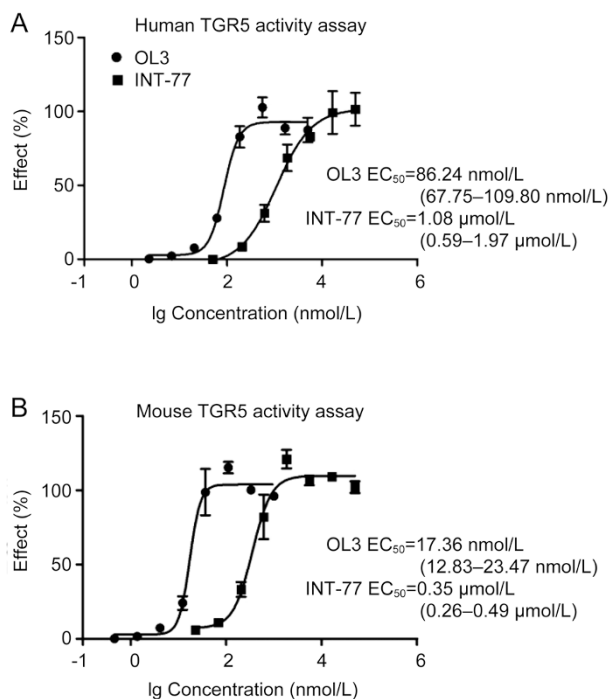 A
Human TGR5 activity assay
OL3
INT-77
150
100
50
0
Effect (%)
OL3 EC₅₀=86.24 nmol/L
(67.75–109.80 nmol/L)
INT-77 EC₅₀=1.08 µmol/L
(0.59–1.97 µmol/L)
-1
0
2
4
6
lg Concentration (nmol/L)
B
Mouse TGR5 activity assay
150
100
50
0
Effect (%)
OL3 EC₅₀=17.36 nmol/L
(12.83–23.47 nmol/L)
INT-77 EC₅₀=0.35 µmol/L
(0.26–0.49 µmol/L)
-1
0
2
4
6
lg Concentration (nmol/L)